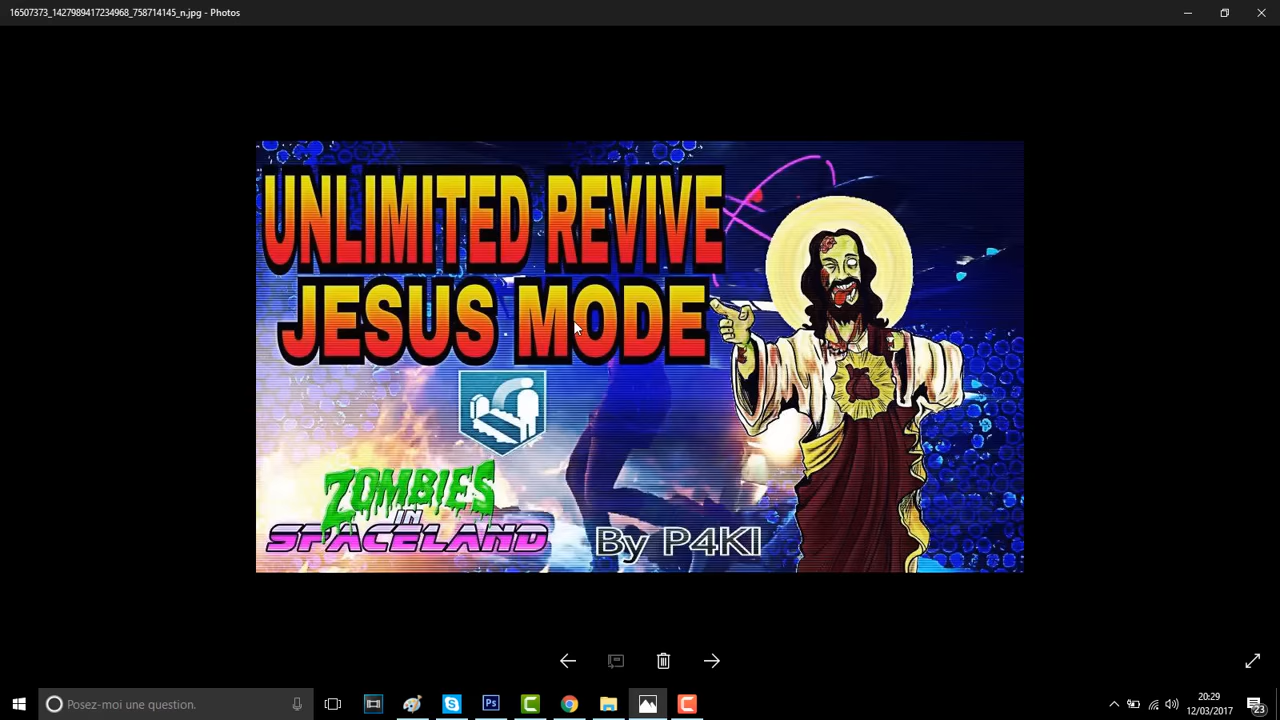 16507373_1427989417234968_758714145_n.jpg - Photos
UNLIMITED REVIVE
JESUS MODE
ZOMBIES
IN
SPACELAND
By P4KI
Posez-moi une question.
Ps
20:29
12/03/2017
23